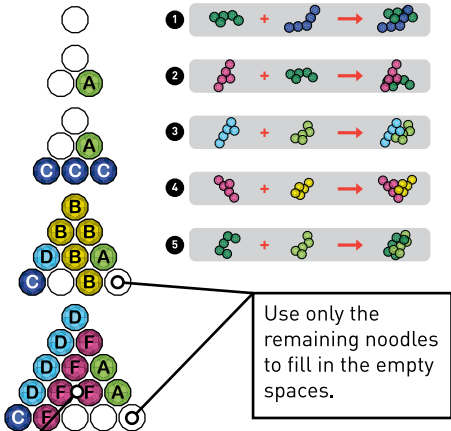 1
2
A
3
A
C C C
4
B
B B
D B A
C B
5
D
D F
D F A
D F F A
C F
Use only the
remaining noodles
to fill in the empty
spaces.